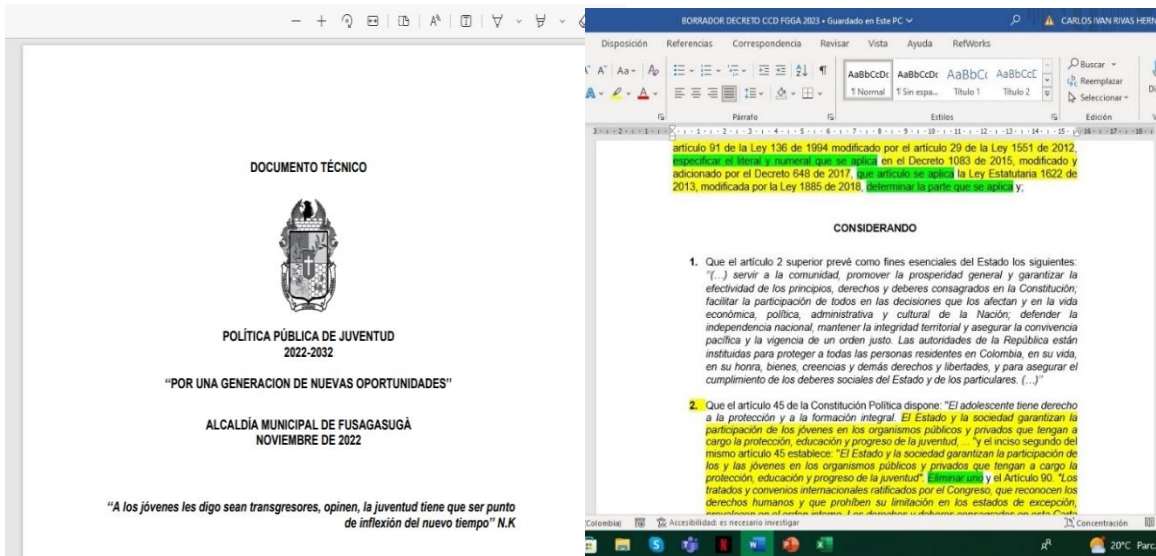 DOCUMENTO TÉCNICO
POLÍTICA PÚBLICA DE JUVENTUD
2022-2032
“POR UNA GENERACION DE NUEVAS OPORTUNIDADES”
ALCALDÍA MUNICIPAL DE FUSAGASUGÀ
NOVIEMBRE DE 2022
“A los jóvenes les digo sean transgresores, opinen, la juventud tiene que ser punto
de inflexión del nuevo tiempo” N.K
BORRADOR DECRETO CCD FGGA 2023 • Guardado en Este PC
CARLOS IVAN RIVAS HERN
Disposición Referencias Correspondencia Revisar Vista Ayuda RefWorks
AaBbCcDc AaBbCcDc AaBbC( AaBbCcE
¶ Normal ¶ Sin espa... Título 1 Título 2
Buscar
Reemplazar
Seleccionar
Párrafo Estilos Edición
artículo 91 de la Ley 136 de 1994 modificado por el artículo 29 de la Ley 1551 de 2012,
especificar el literal y numeral que se aplica en el Decreto 1083 de 2015, modificado y
adicionado por el Decreto 648 de 2017, que artículo se aplica la Ley Estatutaria 1622 de
2013, modificada por la Ley 1885 de 2018, determinar la parte que se aplica y;
CONSIDERANDO
1. Que el artículo 2 superior prevé como fines esenciales del Estado los siguientes:
"(…) servir a la comunidad, promover la prosperidad general y garantizar la
efectividad de los principios, derechos y deberes consagrados en la Constitución;
facilitar la participación de todos en las decisiones que los afectan y en la vida
económica, política, administrativa y cultural de la Nación; defender la
independencia nacional, mantener la integridad territorial y asegurar la convivencia
pacífica y la vigencia de un orden justo. Las autoridades de la República están
instituidas para proteger a todas las personas residentes en Colombia, en su vida,
en su honra, bienes, creencias y demás derechos y libertades, y para asegurar el
cumplimiento de los deberes sociales del Estado y de los particulares. (…)"
2. Que el artículo 45 de la Constitución Política dispone: "El adolescente tiene derecho
a la protección y a la formación integral. El Estado y la sociedad garantizan la
participación de los jóvenes en los organismos públicos y privados que tengan a
cargo la protección, educación y progreso de la juventud, ... "y el inciso segundo del
mismo artículo 45 establece: "El Estado y la sociedad garantizan la participación de
los y las jóvenes en los organismos públicos y privados que tengan a cargo la
protección, educación y progreso de la juventud". Eliminar uno y el Artículo 90. "Los
tratados y convenios internacionales ratificados por el Congreso, que reconocen los
derechos humanos y que prohíben su limitación en los estados de excepción,
prevalecen en el orden interno. Los derechos y deberes consagrados en esta Carta
Colombia) Accesibilidad: es necesario investigar Concentración
20°C Parc.